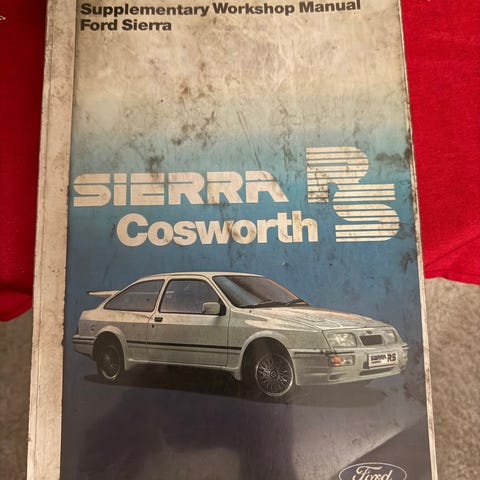 Supplementary Workshop Manual
Ford Sierra
SIERRA RS
Cosworth
SIERRA RS
Ford